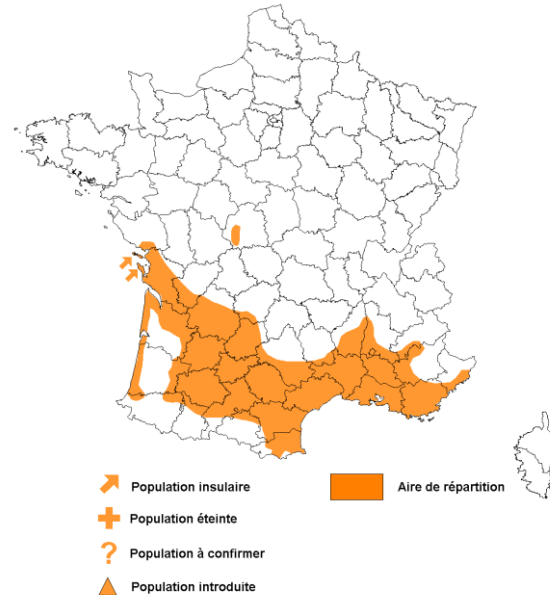 Population insulaire
Aire de répartition
Population éteinte
? Population à confirmer
Population introduite